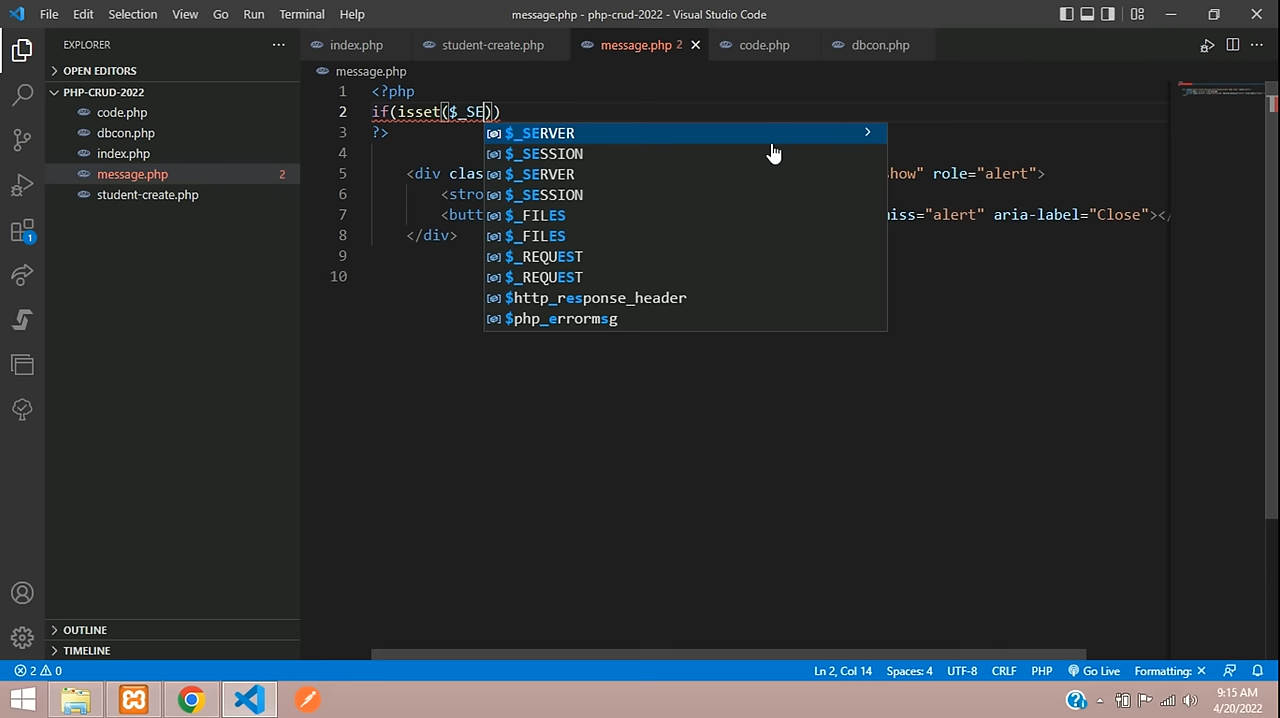 File Edit Selection View Go Run Terminal Help
message.php - php-crud-2022 - Visual Studio Code
EXPLORER
OPEN EDITORS
PHP-CRUD-2022
code.php
dbcon.php
index.php
message.php 2
student-create.php
OUTLINE
TIMELINE
index.php student-create.php message.php 2 code.php dbcon.php
message.php
1 <?php
2 if(isset($_SE))
3 ?>
4
5 <div clas how" role="alert">
6 <stro
7 <butt iss="alert" aria-label="Close"></
8 </div>
9
10
$_SERVER
$_SESSION
$_SERVER
$_SESSION
$_FILES
$_FILES
$_REQUEST
$_REQUEST
$http_response_header
$php_errormsg
1
2 0
Ln 2, Col 14 Spaces: 4 UTF-8 CRLF PHP Go Live Formatting: ×
9:15 AM
4/20/2022